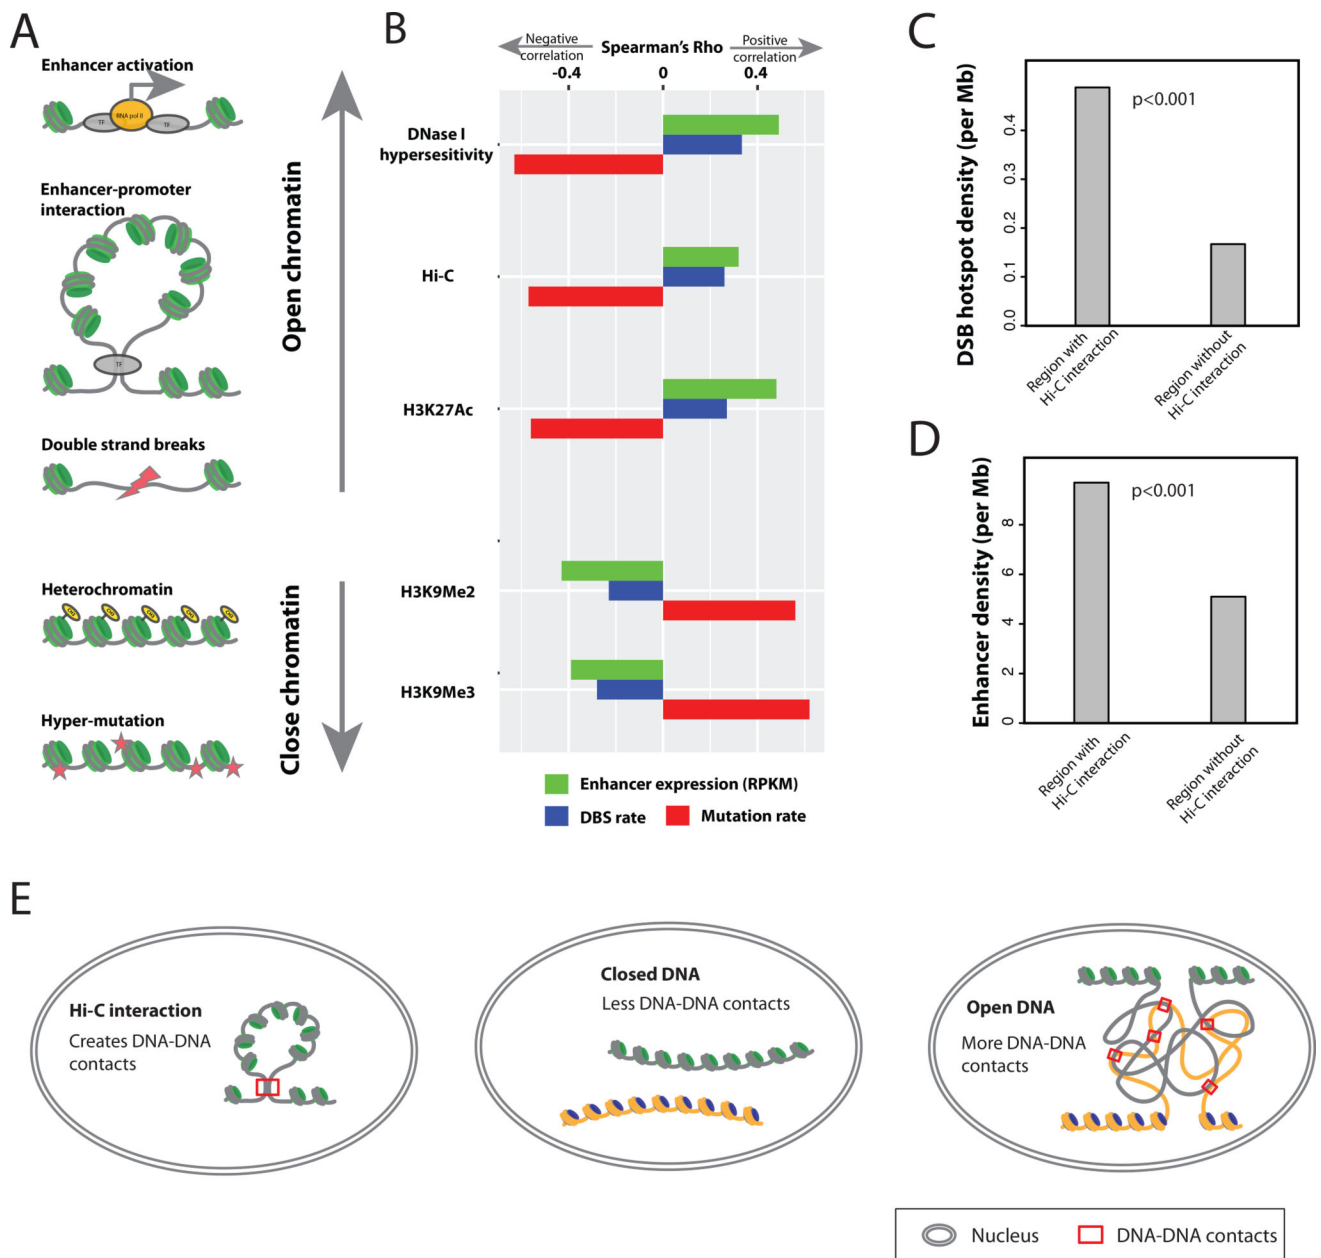 A
Enhancer activation
RNA pol II
TF
TF
Enhancer-promoter
interaction
TF
Double strand breaks
Heterochromatin
Hyper-mutation
Open chromatin
Close chromatin
B
Negative
correlation
Spearman's Rho
Positive
correlation
-0.4
0
0.4
DNase I
hypersesitivity
Hi-C
H3K27Ac
H3K9Me2
H3K9Me3
Enhancer expression (RPKM)
DBS rate
Mutation rate
C
DSB hotspot density (per Mb)
0.4
0.3
0.2
0.1
0.0
p<0.001
Region with
Hi-C interaction
Region without
Hi-C interaction
D
Enhancer density (per Mb)
8
6
4
2
0
p<0.001
Region with
Hi-C interaction
Region without
Hi-C interaction
E
Hi-C interaction
Creates DNA-DNA
contacts
Closed DNA
Less DNA-DNA contacts
Open DNA
More DNA-DNA
contacts
Nucleus
DNA-DNA contacts